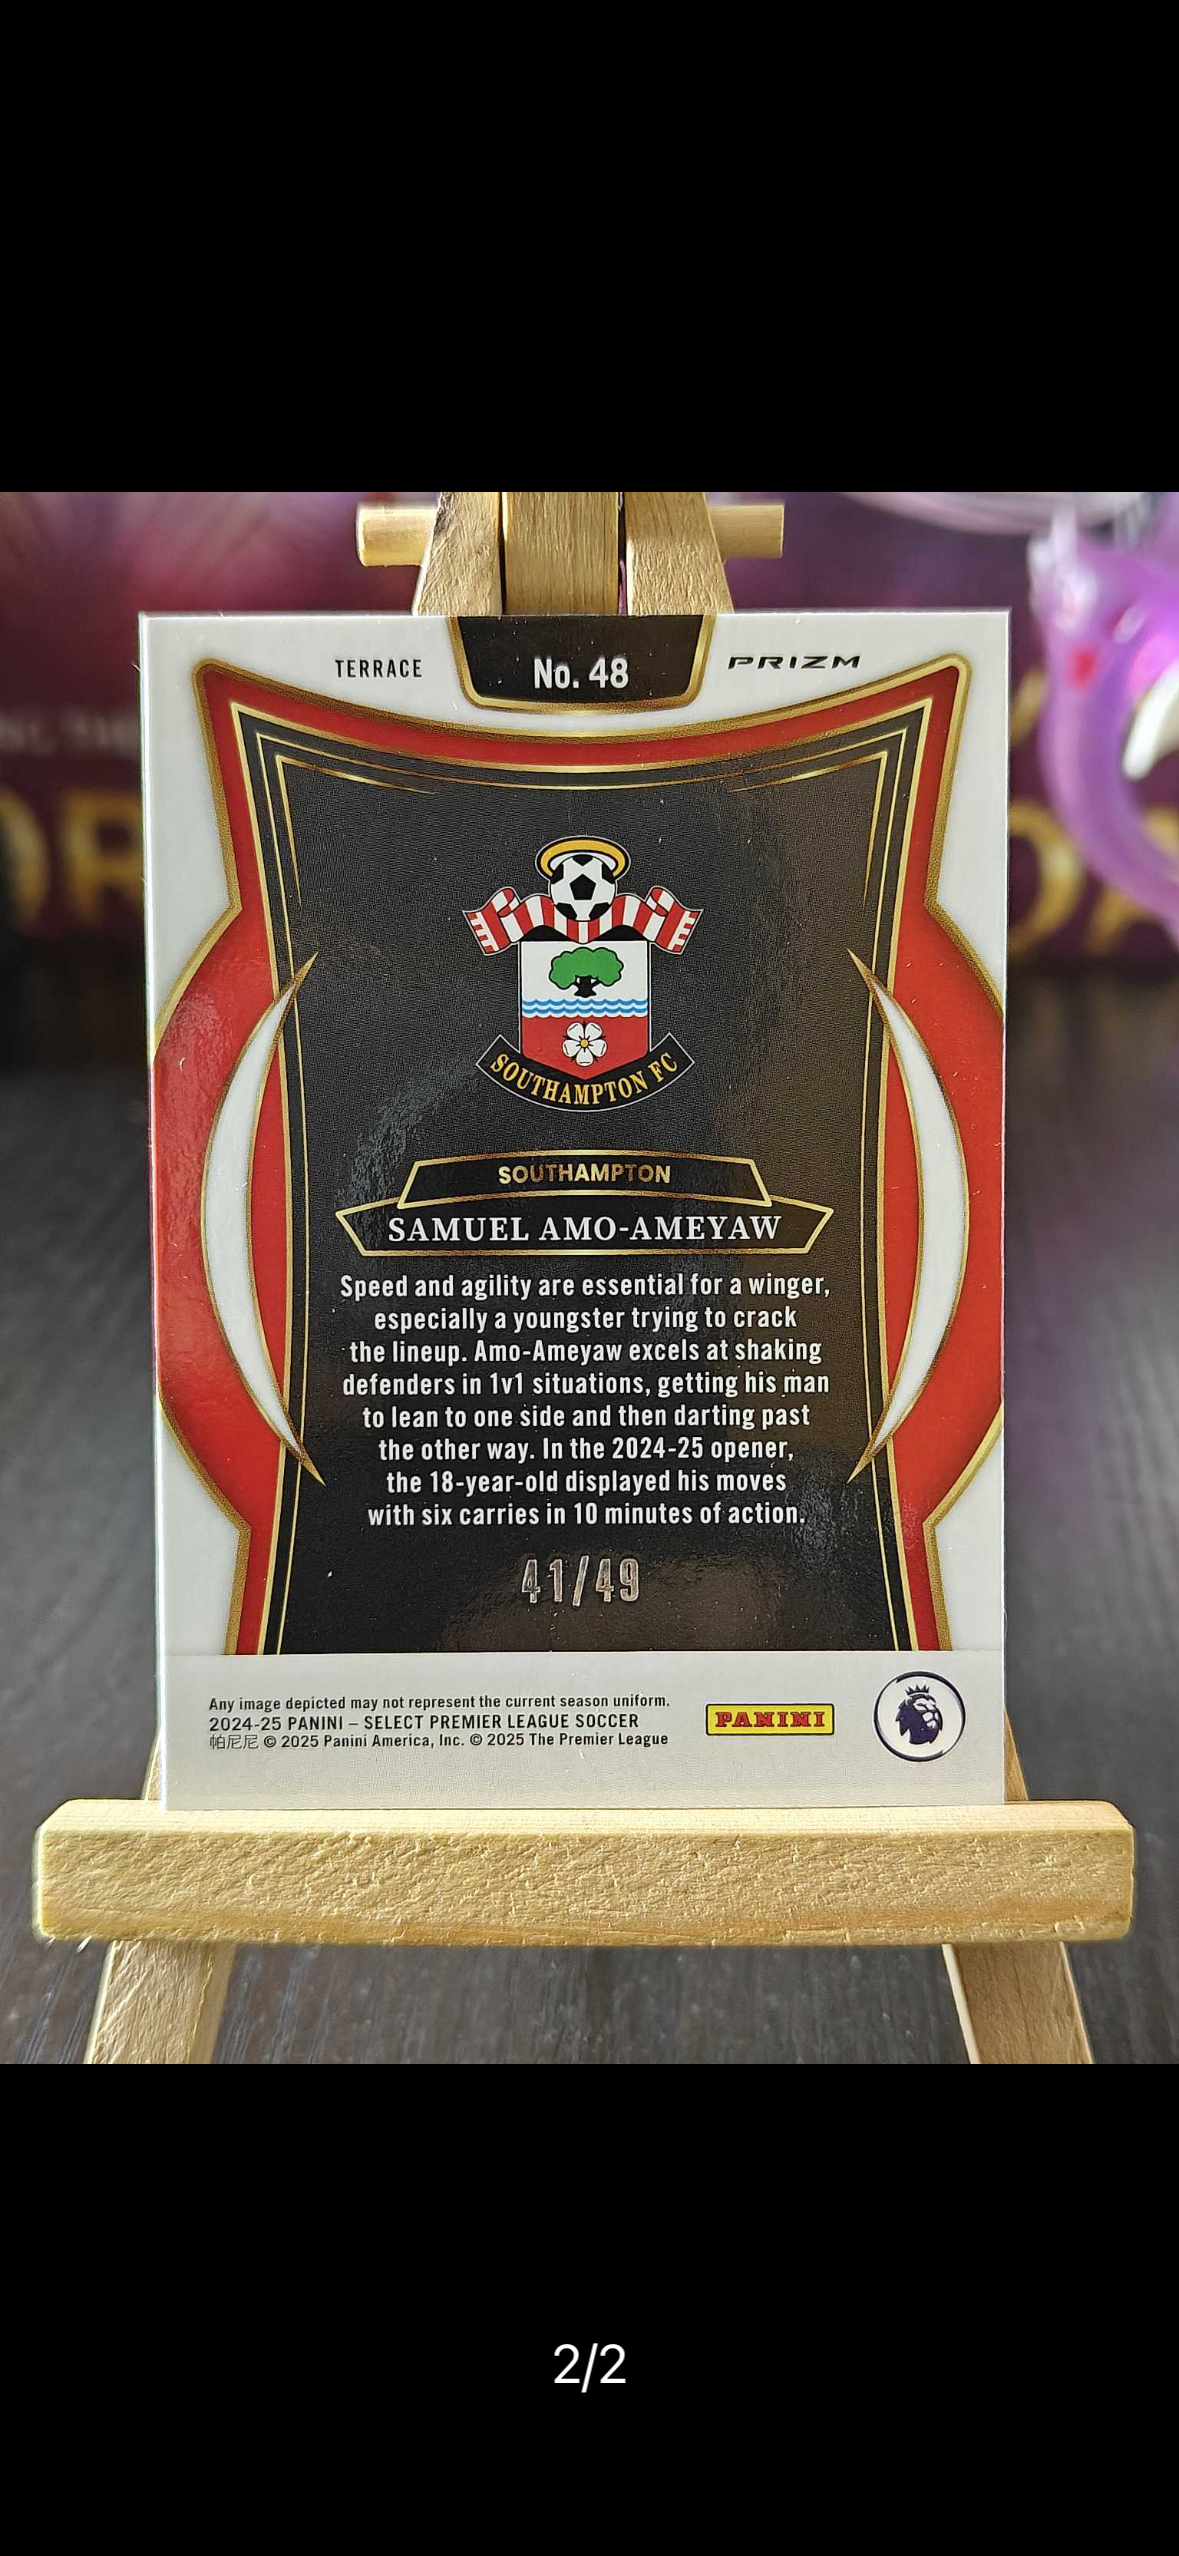 TERRACE
No. 48
PRIZM
SOUTHAMPTON FC
SOUTHAMPTON
SAMUEL AMO-AMEYAW
Speed and agility are essential for a winger,
especially a youngster trying to crack
the lineup. Amo-Ameyaw excels at shaking
defenders in 1v1 situations, getting his man
to lean to one side and then darting past
the other way. In the 2024-25 opener,
the 18-year-old displayed his moves
with six carries in 10 minutes of action.
41/49
Any image depicted may not represent the current season uniform.
2024-25 PANINI – SELECT PREMIER LEAGUE SOCCER
帕尼尼 © 2025 Panini America, Inc. © 2025 The Premier League
PANINI
2/2